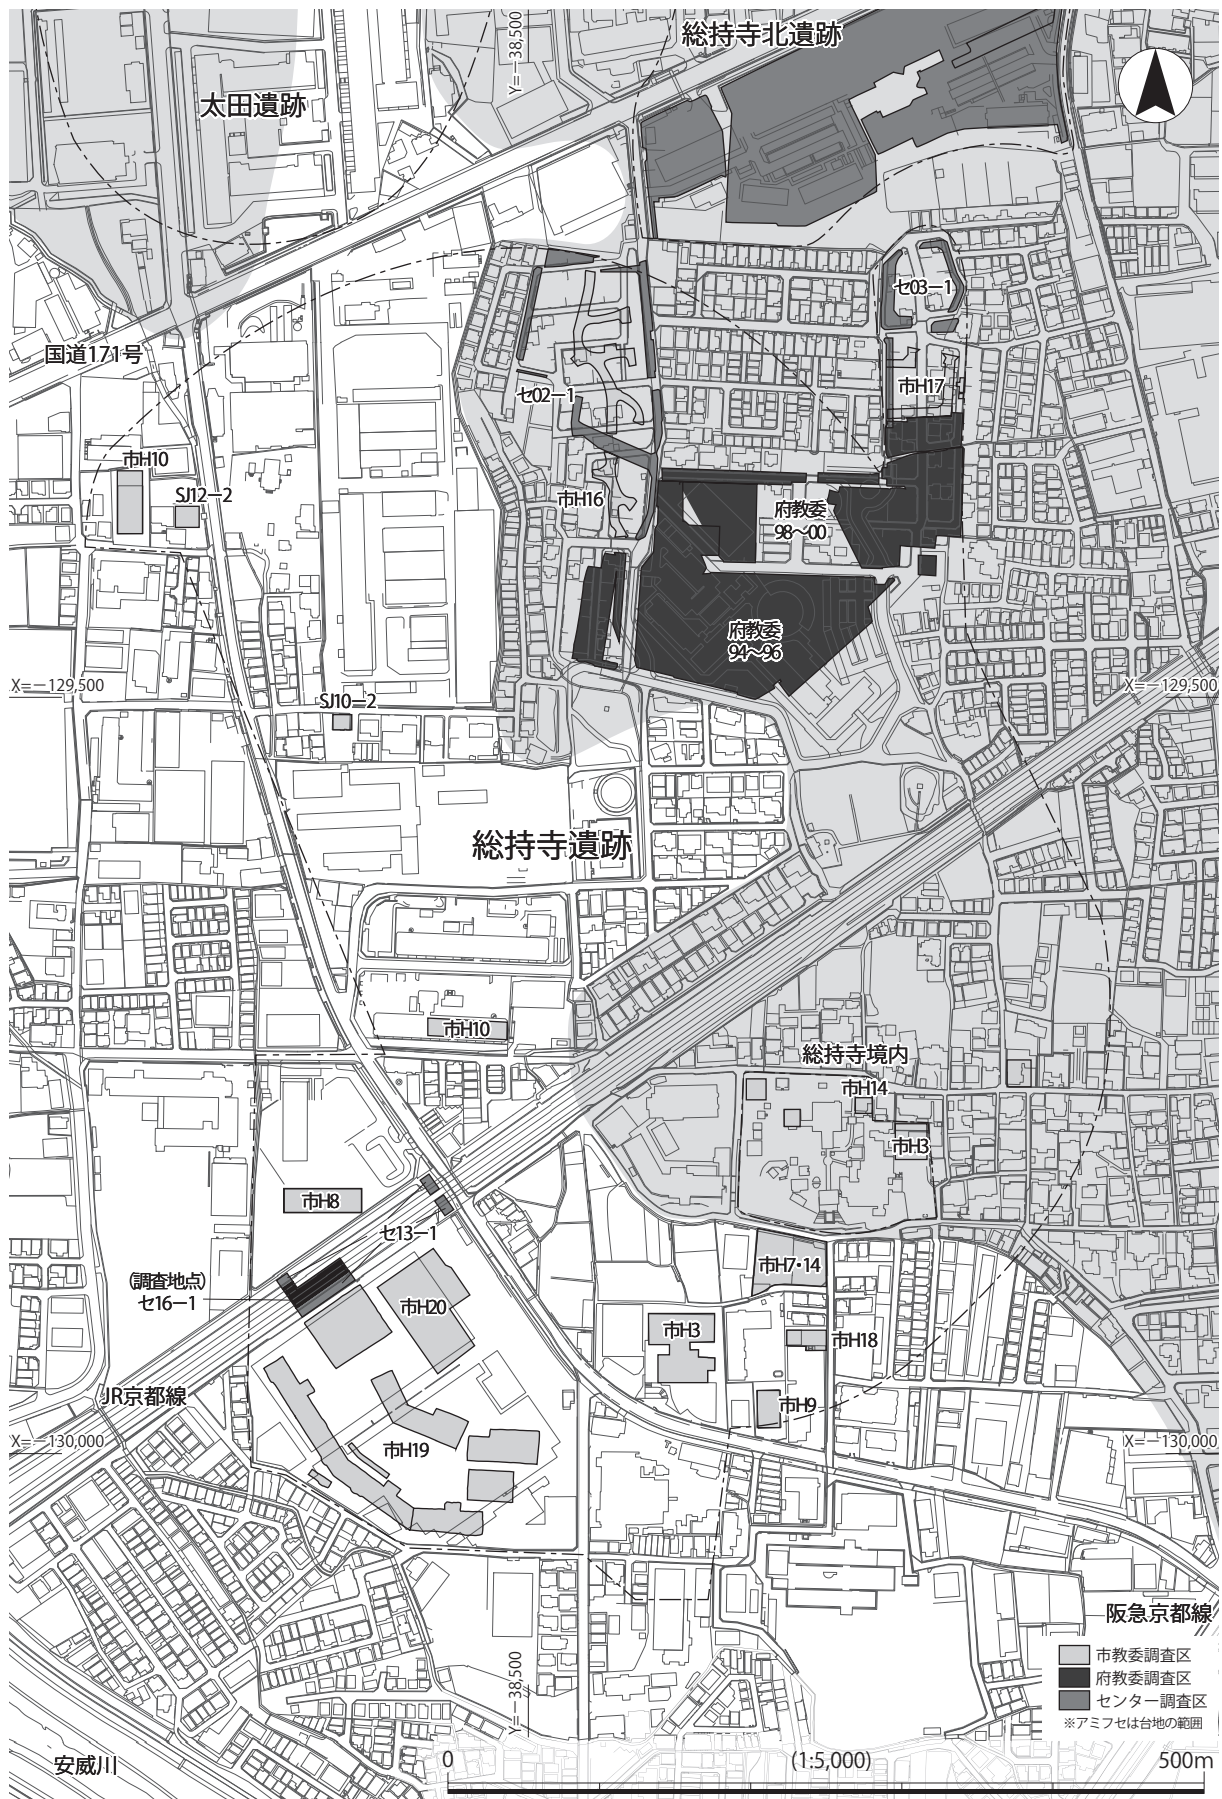 Y=－38,500
総持寺北遺跡
太田遺跡
セ03－1
国道171号
市H17
セ02－1
市H10
SJ12－2
市H16
府教委
98～00
府教委
94～96
X=－129,500
X=－129,500
SJ10－2
総持寺遺跡
市H10
総持寺境内
市H14
市H3
市H8
セ13－1
市H7・14
(調査地点)
セ16－1
市H20
市H3
市H18
JR京都線
市H9
X=－130,000
市H19
X=－130,000
阪急京都線
市教委調査区
府教委調査区
センター調査区
※アミフセは台地の範囲
Y=－38,500
安威川
0
(1:5,000)
500m